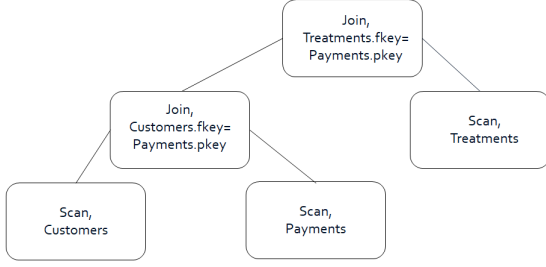 Join,
Treatments.fkey=
Payments.pkey
Join,
Customers.fkey=
Payments.pkey
Scan,
Treatments
Scan,
Customers
Scan,
Payments